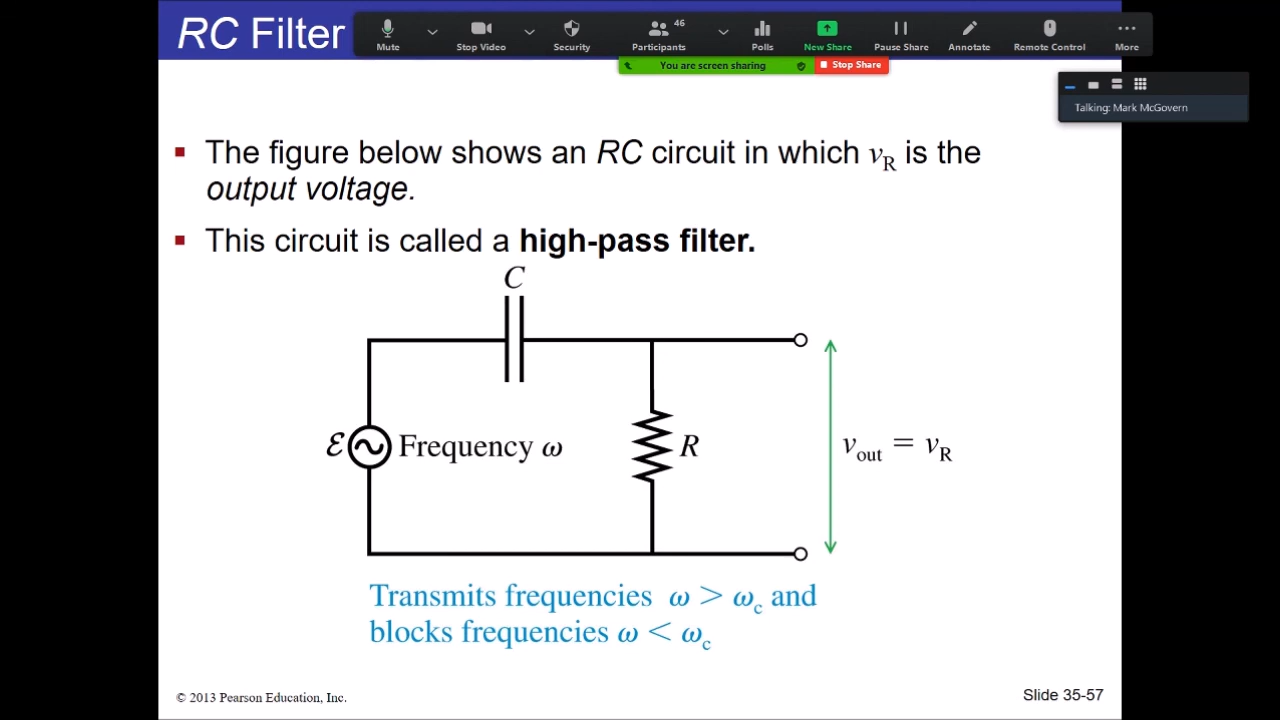 RC Filter
Mute
Stop Video
Security
Participants
46
Polls
New Share
Pause Share
Annotate
Remote Control
More
You are screen sharing
Stop Share
Talking: Mark McGovern
The figure below shows an RC circuit in which vR is the
output voltage.
This circuit is called a high-pass filter.
C
ℰ
Frequency ω
R
vout = vR
Transmits frequencies ω > ωc and
blocks frequencies ω < ωc
© 2013 Pearson Education, Inc.
Slide 35-57